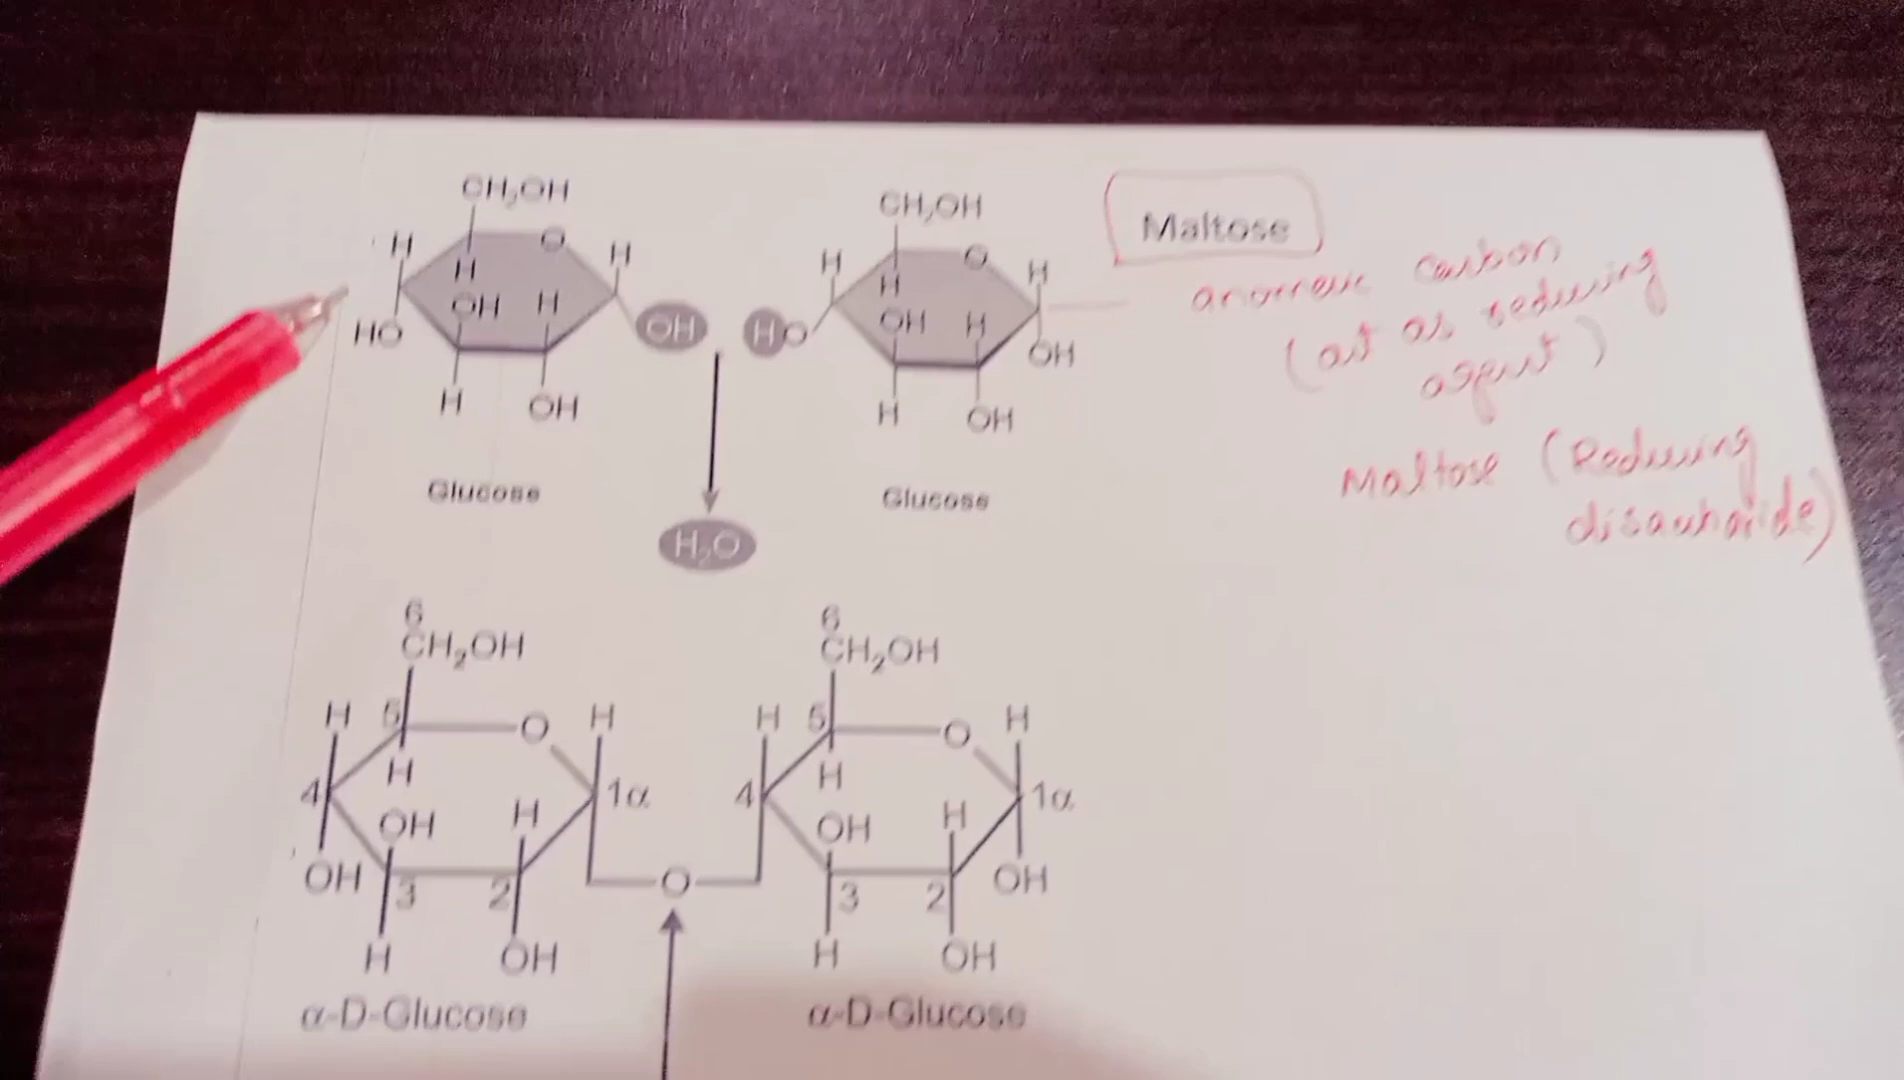 CH₂OH
CH₂OH
Maltose
H O H
H O H
H
H
OH H
OH H
HO
OH
HO
OH
H OH
H OH
Glucose
Glucose
H₂O
carbon
(act as reducing
agent)
Maltose (Reducing
6
6
CH₂OH
CH₂OH
H 5 O H
H 5 O H
4 H 1α
4 H 1α
OH H
OH H
OH 3 2
O
3 2 OH
H OH
H OH
α-D-Glucose
α-D-Glucose